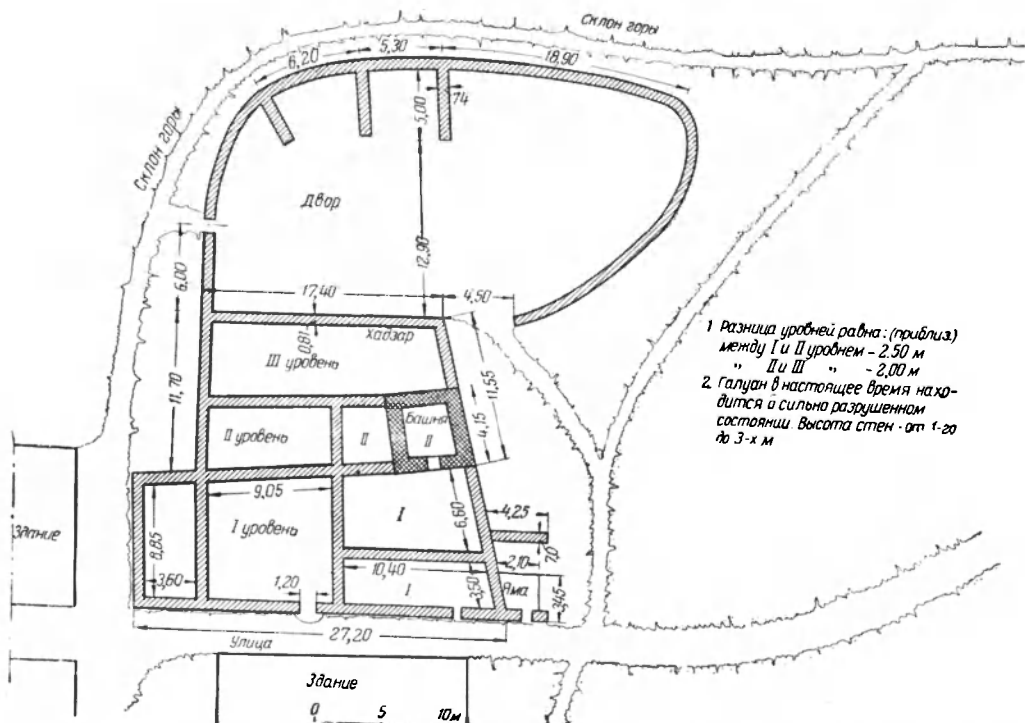 Склон горы
5,30
6,20
18,90
74
5,00
Склон горы
Двор
12,90
6,00
17,40
4,50
Хадзар
0,81
III уровень
11,55
11,70
4,15
Башня
II
II уровень
II
9,05
I уровень
I
6,60
4,25
70
2,10
Здание
8,85
3,60
1,20
10,40
I
3,50
Яма
3,45
27,20
Улица
Здание
0 5 10м
1 Разница уровней равна: (приблиз.)
между I и II уровнем - 2.50 м
" II и III " - 2,00 м
2. Галуан в настоящее время нахо-
дится в сильно разрушенном
состоянии. Высота стен - от 1-го
до 3-х м